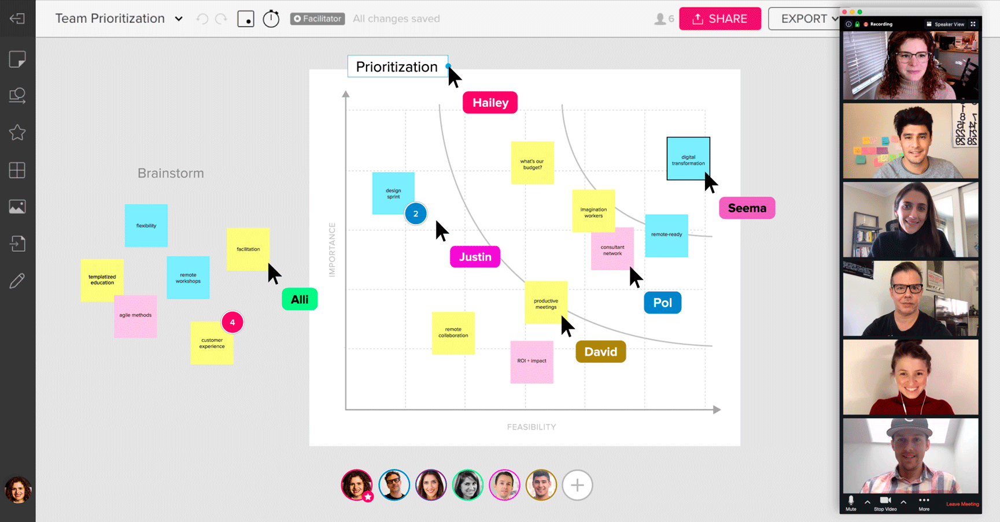 Team Prioritization
Facilitator
All changes saved
6
SHARE
EXPORT
Recording
Speaker View
Prioritization
Hailey
what's our
budget?
digital
transformation
Seema
Brainstorm
design
sprint
2
imagination
workers
flexibility
remote-ready
Justin
consultant
network
facilitation
IMPORTANCE
templatized
education
remote
workshops
Alli
productive
meetings
Pol
agile methods
4
customer
experience
remote
collaboration
David
ROI + impact
FEASIBILITY
Mute
Stop Video
More
Leave Meeting